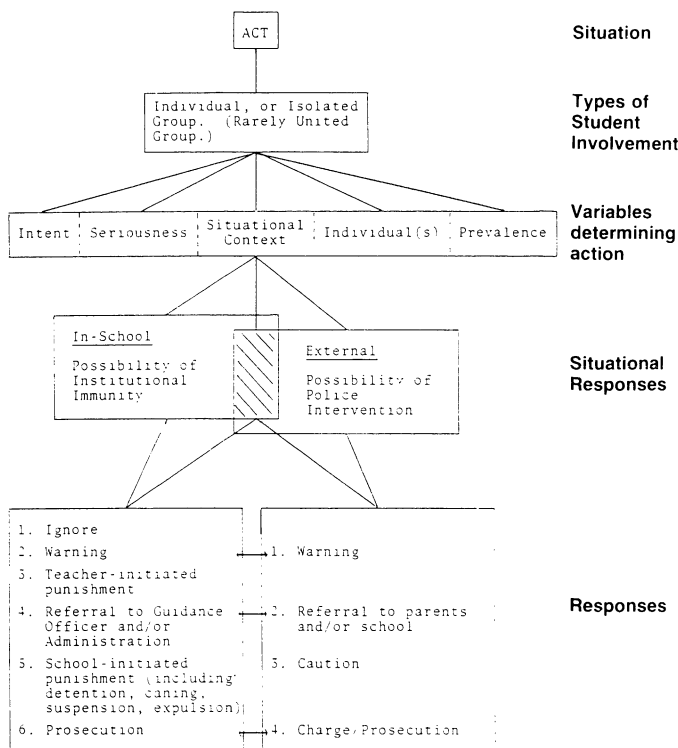 ACT
Situation
Individual, or Isolated
Group. (Rarely United
Group.)
Types of
Student
Involvement
Intent
Seriousness
Situational
Context
Individual(s)
Prevalence
Variables
determining
action
In-School
Possibility of
Institutional
Immunity
External
Possibility of
Police
Intervention
Situational
Responses
1. Ignore
2. Warning
3. Teacher-initiated
punishment
4. Referral to Guidance
Officer and/or
Administration
5. School-initiated
punishment (including
detention, caning,
suspension, expulsion)
6. Prosecution
1. Warning
2. Referral to parents
and/or school
3. Caution
4. Charge/Prosecution
Responses